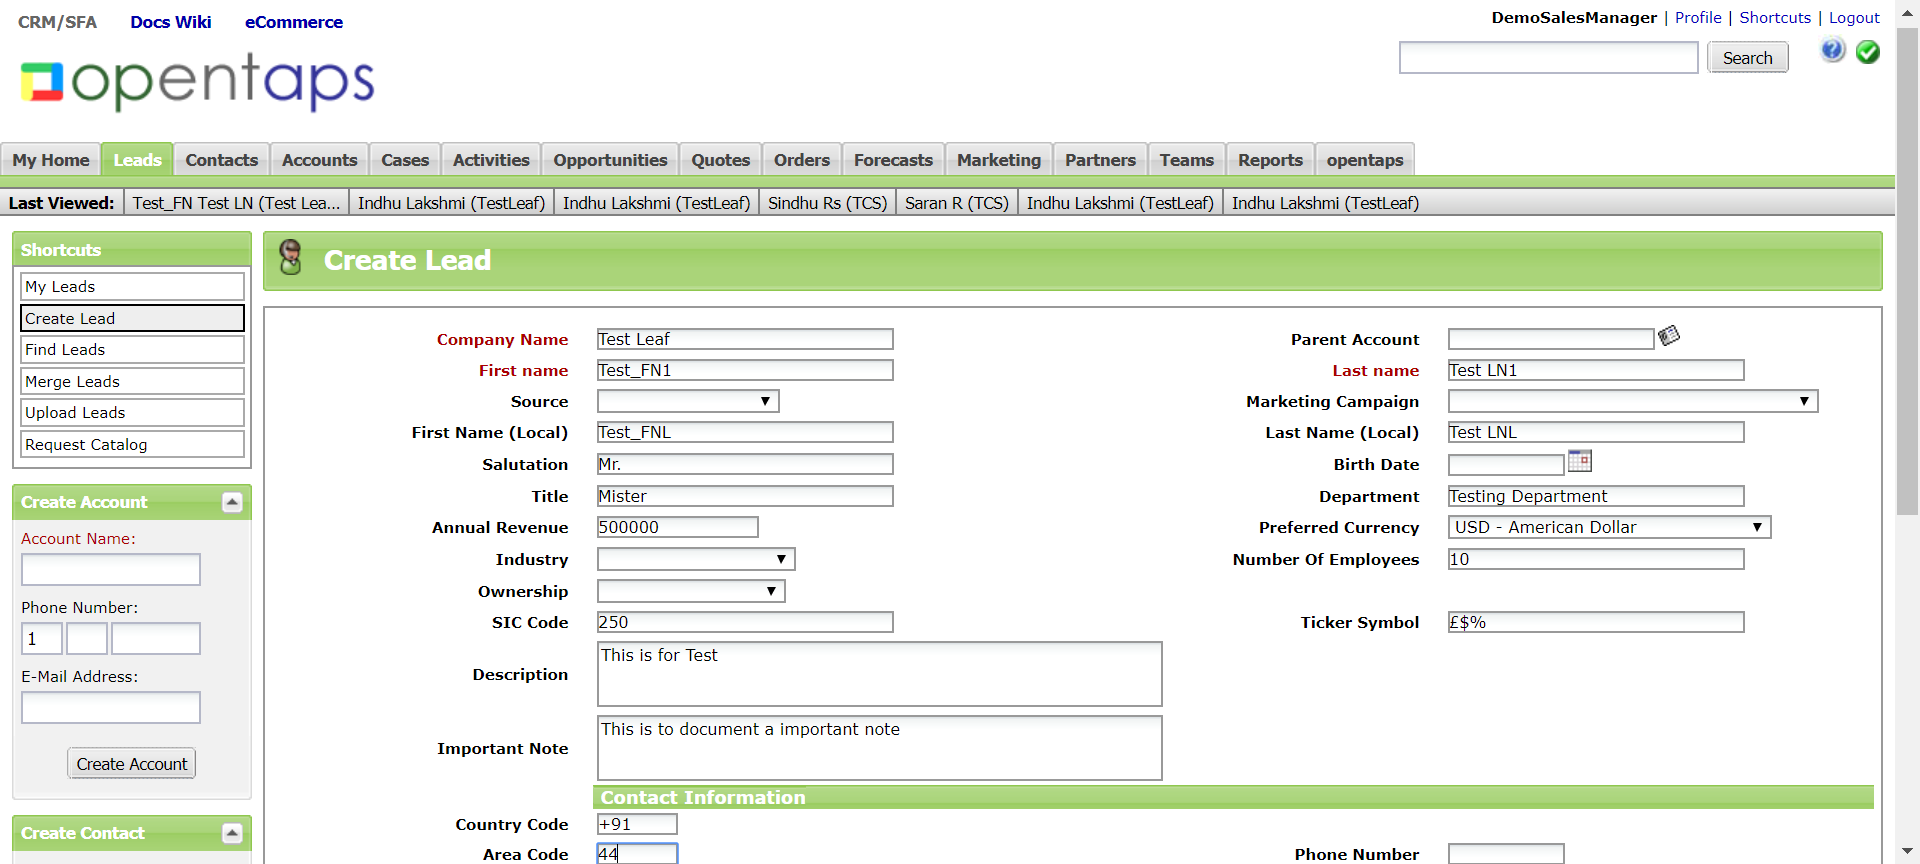 CRM/SFA Docs Wiki eCommerce
DemoSalesManager | Profile | Shortcuts | Logout
opentaps
Search
My Home Leads Contacts Accounts Cases Activities Opportunities Quotes Orders Forecasts Marketing Partners Teams Reports opentaps
Last Viewed: Test_FN Test LN (Test Lea... Indhu Lakshmi (TestLeaf) Indhu Lakshmi (TestLeaf) Sindhu Rs (TCS) Saran R (TCS) Indhu Lakshmi (TestLeaf) Indhu Lakshmi (TestLeaf)
Shortcuts
My Leads
Create Lead
Find Leads
Merge Leads
Upload Leads
Request Catalog
Create Account
Account Name:
Phone Number:
1
E-Mail Address:
Create Account
Create Contact
Create Lead
Company Name Test Leaf Parent Account
First name Test_FN1 Last name Test LN1
Source Marketing Campaign
First Name (Local) Test_FNL Last Name (Local) Test LNL
Salutation Mr. Birth Date
Title Mister Department Testing Department
Annual Revenue 500000 Preferred Currency USD - American Dollar
Industry Number Of Employees 10
Ownership
SIC Code 250 Ticker Symbol £$%
Description This is for Test
Important Note This is to document a important note
Contact Information
Country Code +91
Area Code 44 Phone Number